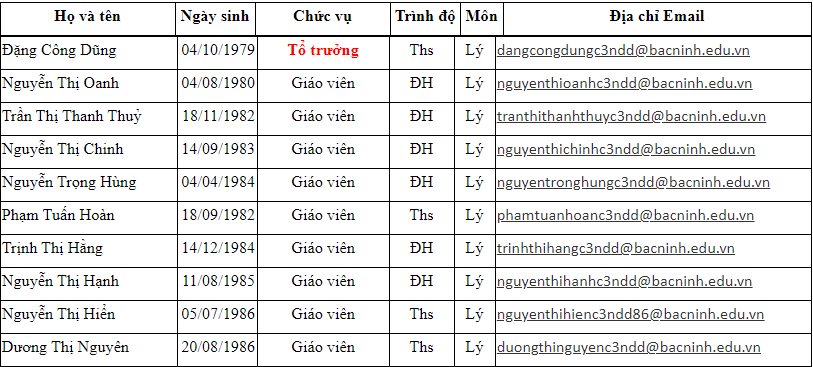 Họ và tên Ngày sinh Chức vụ Trình độ Môn Địa chỉ Email
Đặng Công Dũng 04/10/1979 Tổ trưởng Ths Lý dangcongdungc3ndd@bacninh.edu.vn
Nguyễn Thị Oanh 04/08/1980 Giáo viên ĐH Lý nguyenthioanhc3ndd@bacninh.edu.vn
Trần Thị Thanh Thuỷ 18/11/1982 Giáo viên ĐH Lý tranthithanhthuyc3ndd@bacninh.edu.vn
Nguyễn Thị Chinh 14/09/1983 Giáo viên ĐH Lý nguyenthichinhc3ndd@bacninh.edu.vn
Nguyễn Trọng Hùng 04/04/1984 Giáo viên ĐH Lý nguyentronghungc3ndd@bacninh.edu.vn
Phạm Tuấn Hoàn 18/09/1982 Giáo viên Ths Lý phamtuanhoanc3ndd@bacninh.edu.vn
Trịnh Thị Hằng 14/12/1984 Giáo viên ĐH Lý trinhthihangc3ndd@bacninh.edu.vn
Nguyễn Thị Hạnh 11/08/1985 Giáo viên ĐH Lý nguyenthihanhc3ndd@bacninh.edu.vn
Nguyễn Thị Hiển 05/07/1986 Giáo viên Ths Lý nguyenthihienc3ndd86@bacninh.edu.vn
Dương Thị Nguyên 20/08/1986 Giáo viên Ths Lý duongthinguyenc3ndd@bacninh.edu.vn